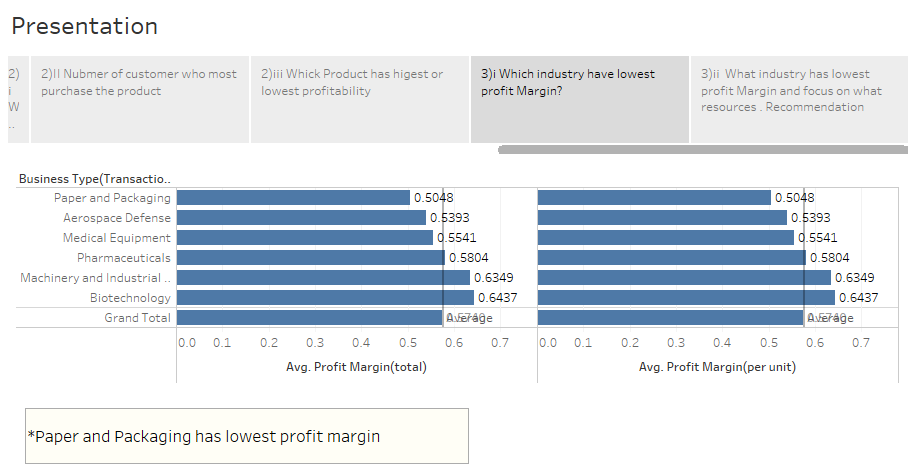 Presentation
2)
i
W
..
2)II Nubmer of customer who most
purchase the product
2)iii Whick Product has higest or
lowest profitability
3)i Which industry have lowest
profit Margin?
3)ii  What industry has lowest
profit Margin and focus on what
resources . Recommendation
Business Type(Transactio..
Paper and Packaging 0.5048 0.5048
Aerospace Defense 0.5393 0.5393
Medical Equipment 0.5541 0.5541
Pharmaceuticals 0.5804 0.5804
Machinery and Industrial .. 0.6349 0.6349
Biotechnology 0.6437 0.6437
Grand Total Average Average
0.0 0.1 0.2 0.3 0.4 0.5 0.6 0.7 0.0 0.1 0.2 0.3 0.4 0.5 0.6 0.7
Avg. Profit Margin(total) Avg. Profit Margin(per unit)
*Paper and Packaging has lowest profit margin